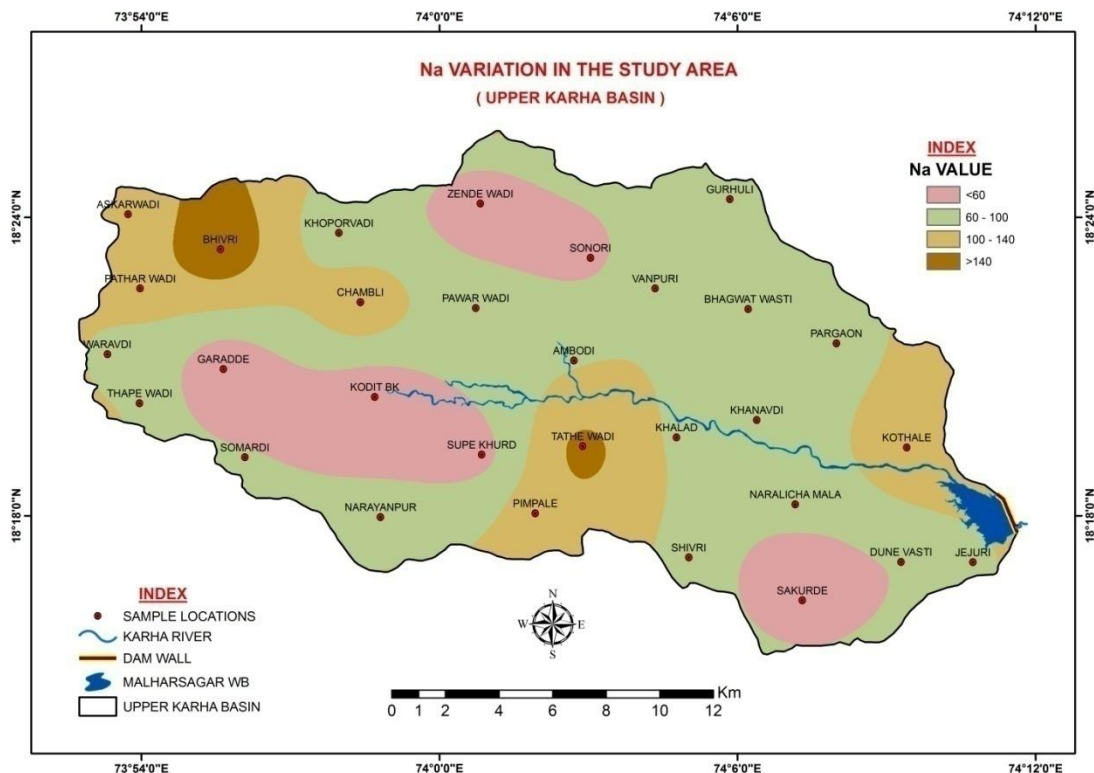 73°54'0"E 74°0'0"E 74°6'0"E 74°12'0"E
Na VARIATION IN THE STUDY AREA
( UPPER KARHA BASIN )
INDEX
Na VALUE
<60
60 - 100
100 - 140
>140
18°24'0"N
18°24'0"N
18°18'0"N
18°18'0"N
ASKARWADI
BHIVRI
KHOPORVADI
ZENDE WADI
GURHULI
SONORI
PATHAR WADI
CHAMBLI
PAWAR WADI
VANPURI
BHAGWAT WASTI
PARGAON
WARAVDI
GARADDE
AMBODI
THAPE WADI
KODIT BK
KHANAVDI
SOMARDI
SUPE KHURD
TATHE WADI
KHALAD
KOTHALE
NARAYANPUR
PIMPALE
NARALICHA MALA
SHIVRI
DUNE VASTI
JEJURI
SAKURDE
INDEX
SAMPLE LOCATIONS
KARHA RIVER
DAM WALL
MALHARSAGAR WB
UPPER KARHA BASIN
N
W E
S
Km
0 1 2 4 6 8 10 12
73°54'0"E 74°0'0"E 74°6'0"E 74°12'0"E